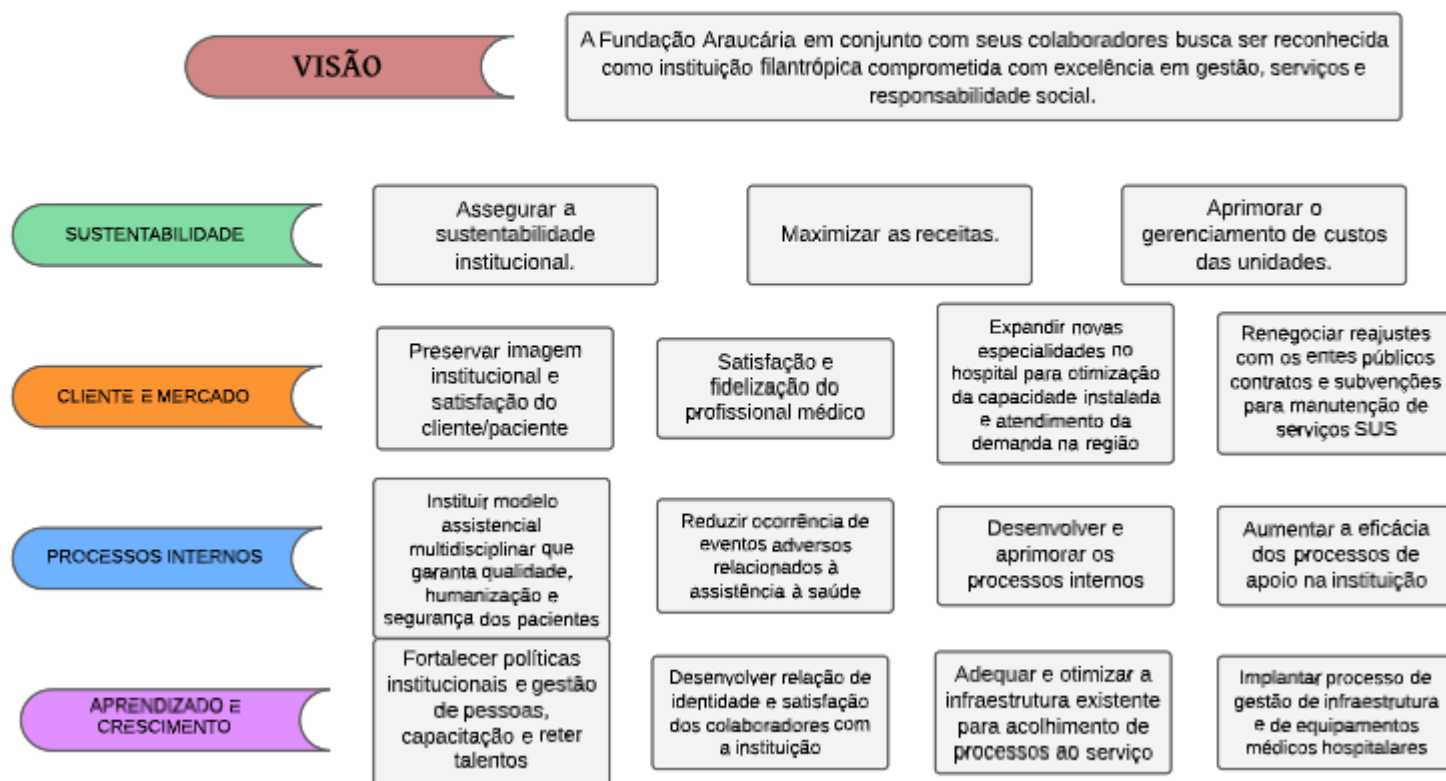 VISÃO
A Fundação Araucária em conjunto com seus colaboradores busca ser reconhecida
como instituição filantrópica comprometida com excelência em gestão, serviços e
responsabilidade social.
SUSTENTABILIDADE
Assegurar a
sustentabilidade
institucional.
Maximizar as receitas.
Aprimorar o
gerenciamento de custos
das unidades.
CLIENTE E MERCADO
Preservar imagem
institucional e
satisfação do
cliente/paciente
Satisfação e
fidelização do
profissional médico
Expandir novas
especialidades no
hospital para otimização
da capacidade instalada
e atendimento da
demanda na região
Renegociar reajustes
com os entes públicos
contratos e subvenções
para manutenção de
serviços SUS
PROCESSOS INTERNOS
Instituir modelo
assistencial
multidisciplinar que
garanta qualidade,
humanização e
segurança dos pacientes
Reduzir ocorrência de
eventos adversos
relacionados à
assistência à saúde
Desenvolver e
aprimorar os
processos internos
Aumentar a eficácia
dos processos de
apoio na instituição
APRENDIZADO E
CRESCIMENTO
Fortalecer políticas
institucionais e gestão
de pessoas,
capacitação e reter
talentos
Desenvolver relação de
identidade e satisfação
dos colaboradores com
a instituição
Adequar e otimizar a
infraestrutura existente
para acolhimento de
processos ao serviço
Implantar processo de
gestão de infraestrutura
e de equipamentos
médicos hospitalares